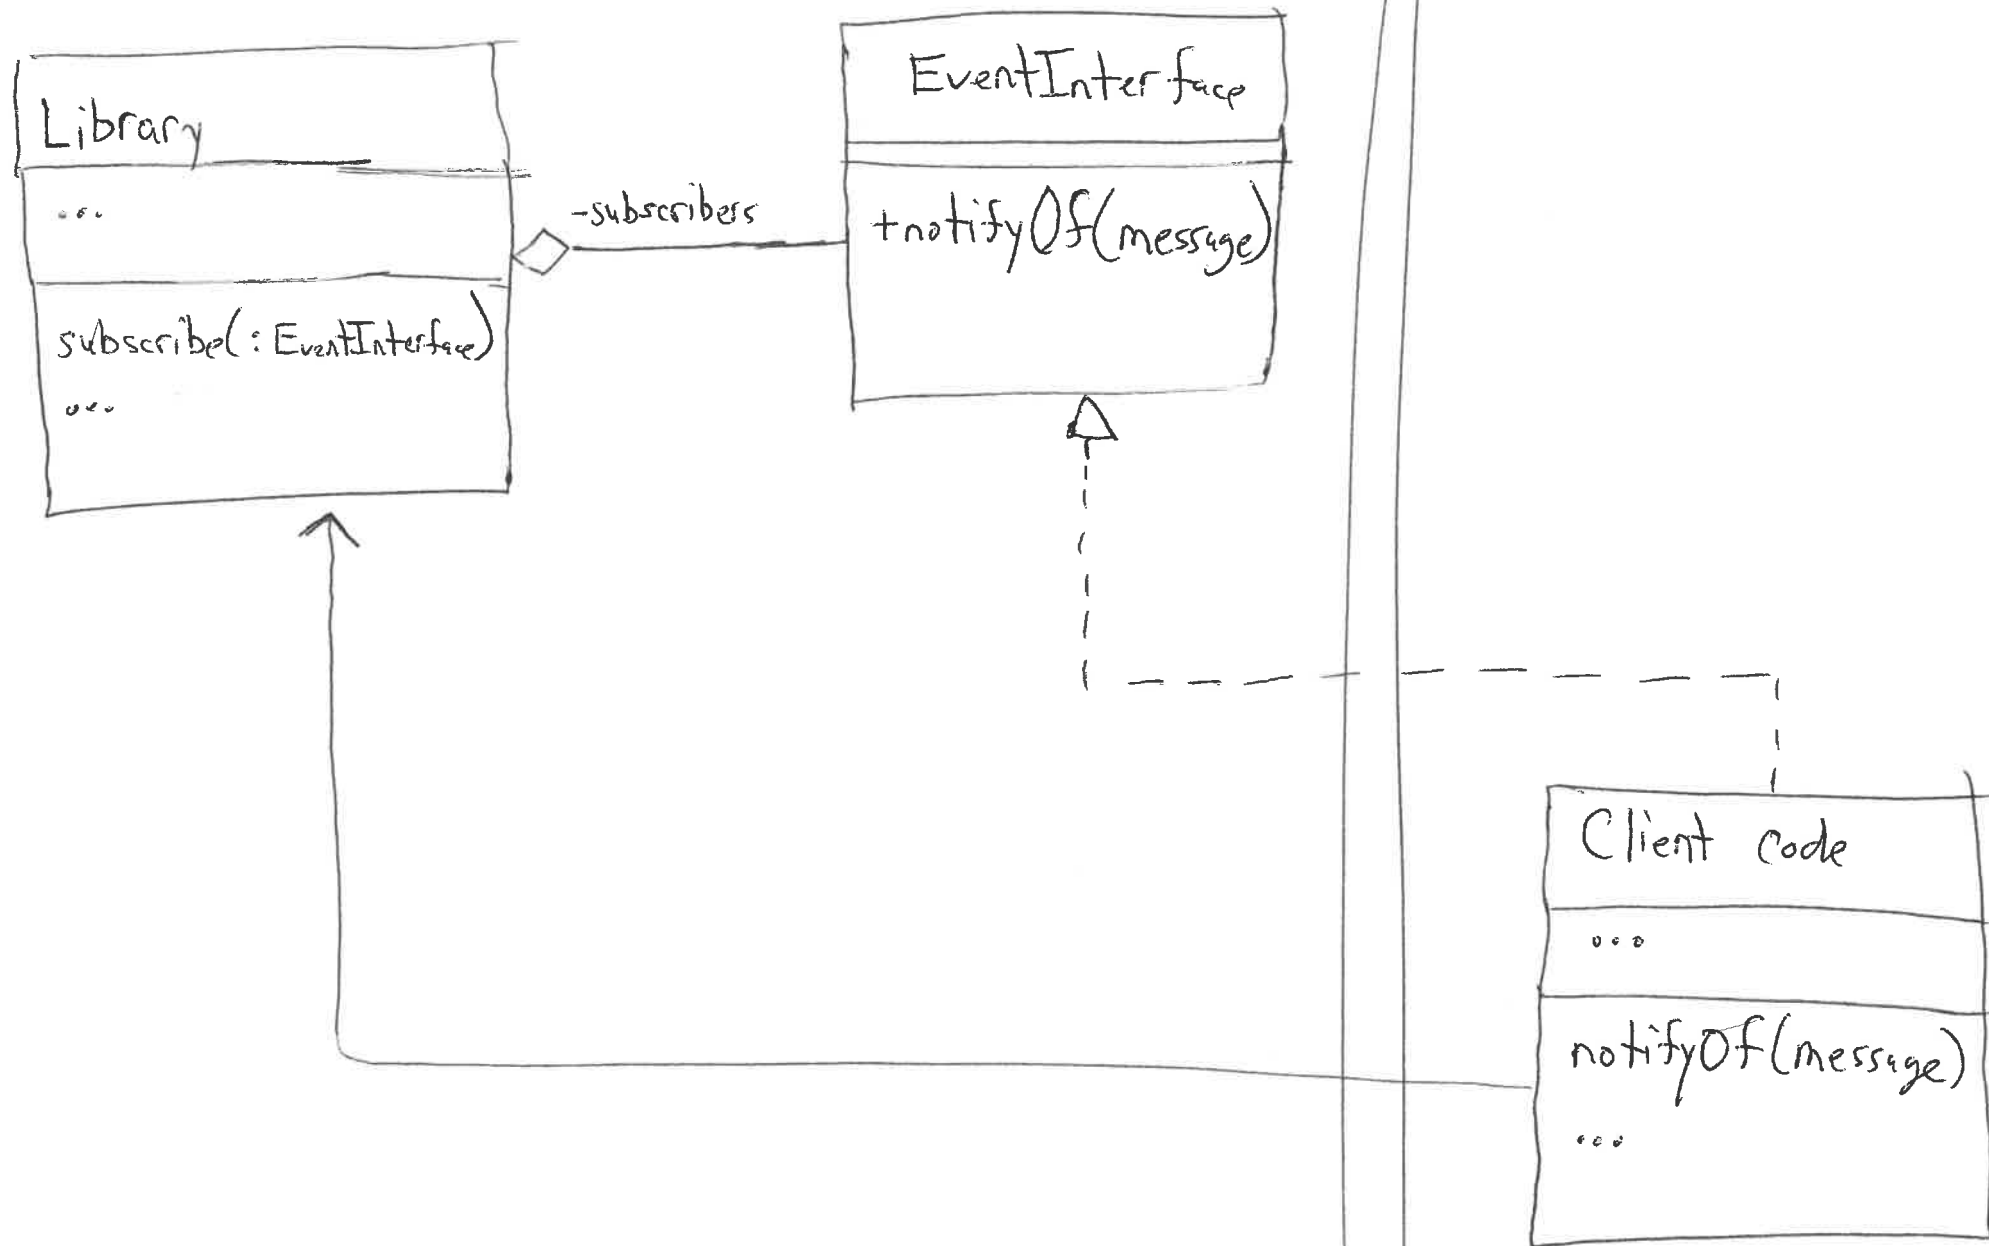 Library
...
subscribe(: EventInterface)
...
-subscribers
EventInterface
+notifyOf(message)
Client code
...
notifyOf(message)
...